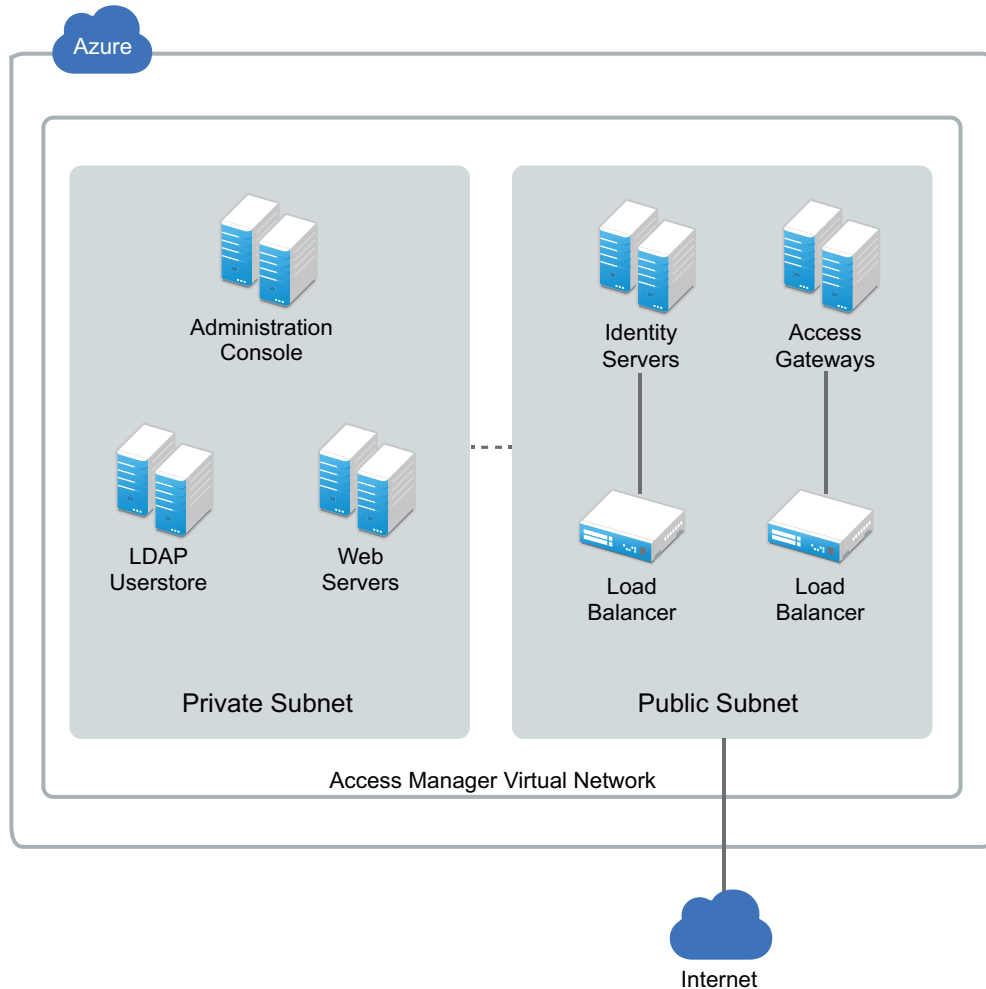 Azure
Administration
Console
LDAP
Userstore
Web
Servers
Private Subnet
Identity
Servers
Access
Gateways
Load
Balancer
Load
Balancer
Public Subnet
Access Manager Virtual Network
Internet